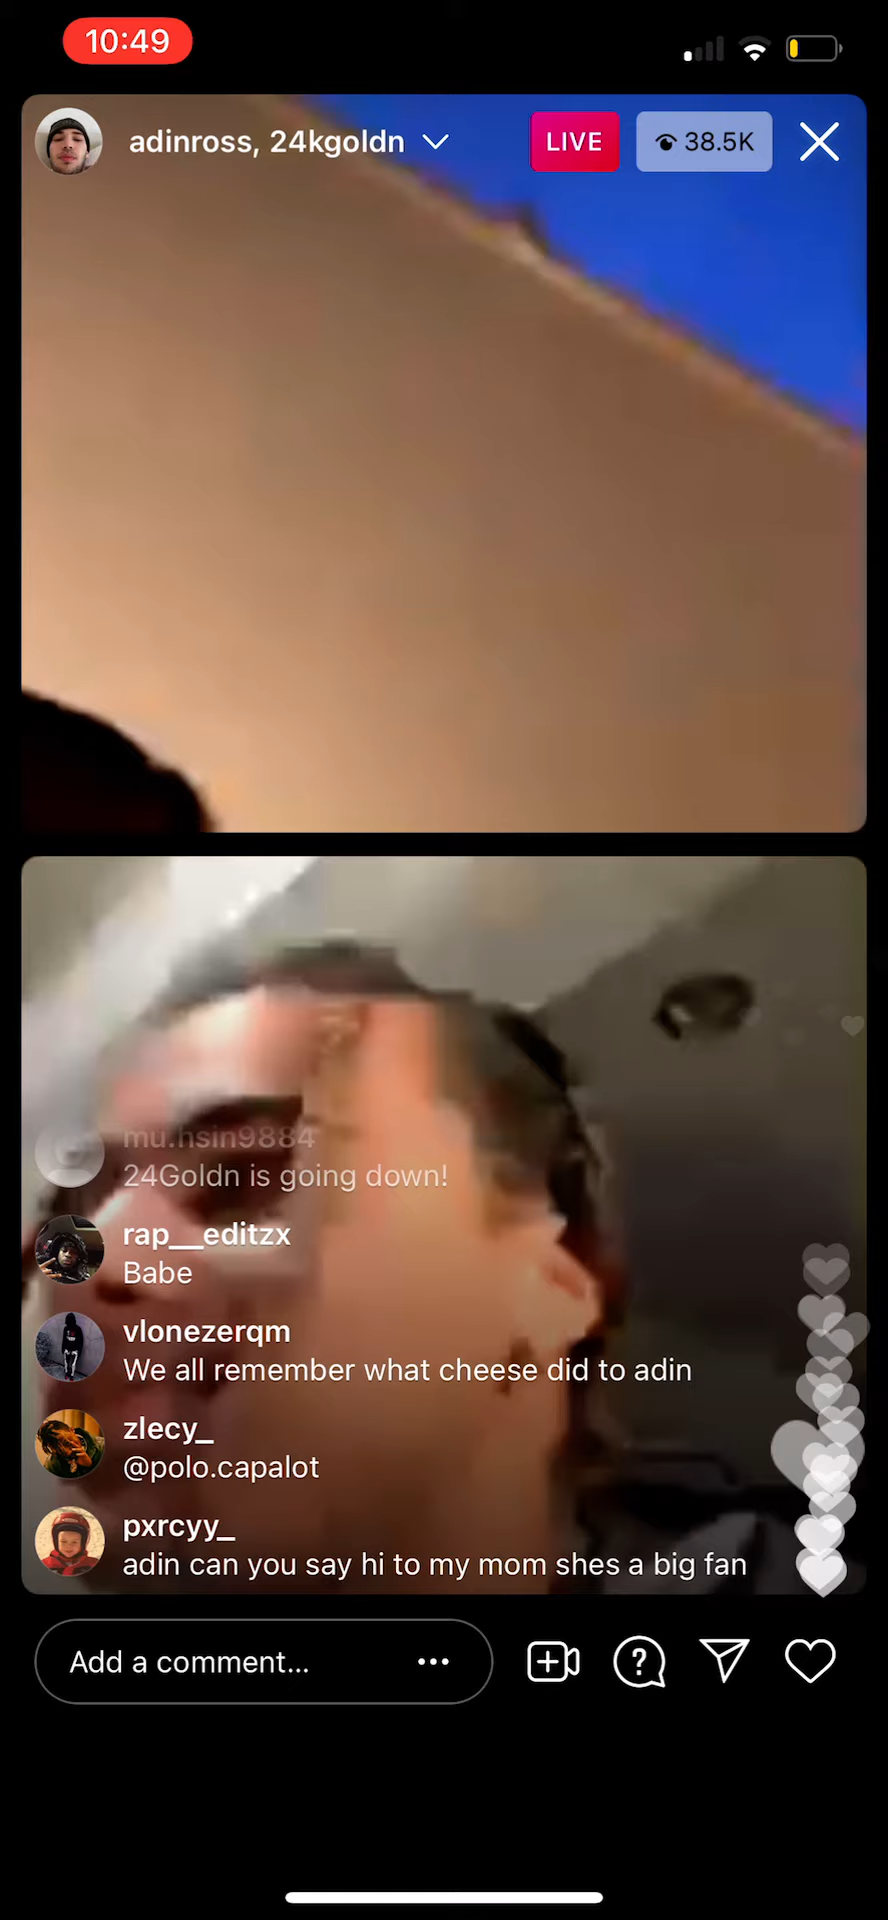 10:49
adinross, 24kgoldn
LIVE
38.5K
mu.hsin9884
24Goldn is going down!
rap__editzx
Babe
vlonezerqm
We all remember what cheese did to adin
zlecy_
@polo.capalot
pxrcyy_
adin can you say hi to my mom shes a big fan
Add a comment...